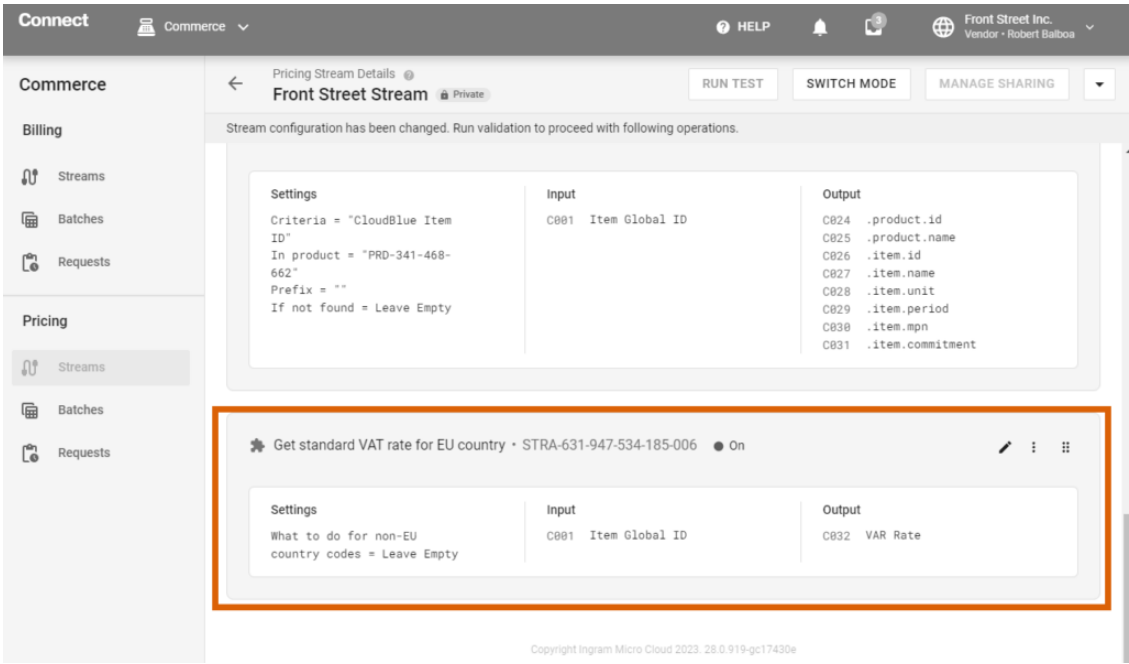 Connect
Commerce
HELP
3
Front Street Inc.
Vendor • Robert Balboa
Commerce
Billing
Streams
Batches
Requests
Pricing
Streams
Batches
Requests
Pricing Stream Details
Front Street Stream Private
RUN TEST
SWITCH MODE
MANAGE SHARING
Stream configuration has been changed. Run validation to proceed with following operations.
Settings
Criteria = "CloudBlue Item
ID"
In product = "PRD-341-468-
662"
Prefix = ""
If not found = Leave Empty
Input
C001 Item Global ID
Output
C024 .product.id
C025 .product.name
C026 .item.id
C027 .item.name
C028 .item.unit
C029 .item.period
C030 .item.mpn
C031 .item.commitment
Get standard VAT rate for EU country • STRA-631-947-534-185-006 On
Settings
What to do for non-EU
country codes = Leave Empty
Input
C001 Item Global ID
Output
C032 VAR Rate
Copyright Ingram Micro Cloud 2023. 28.0.919-gc17430e